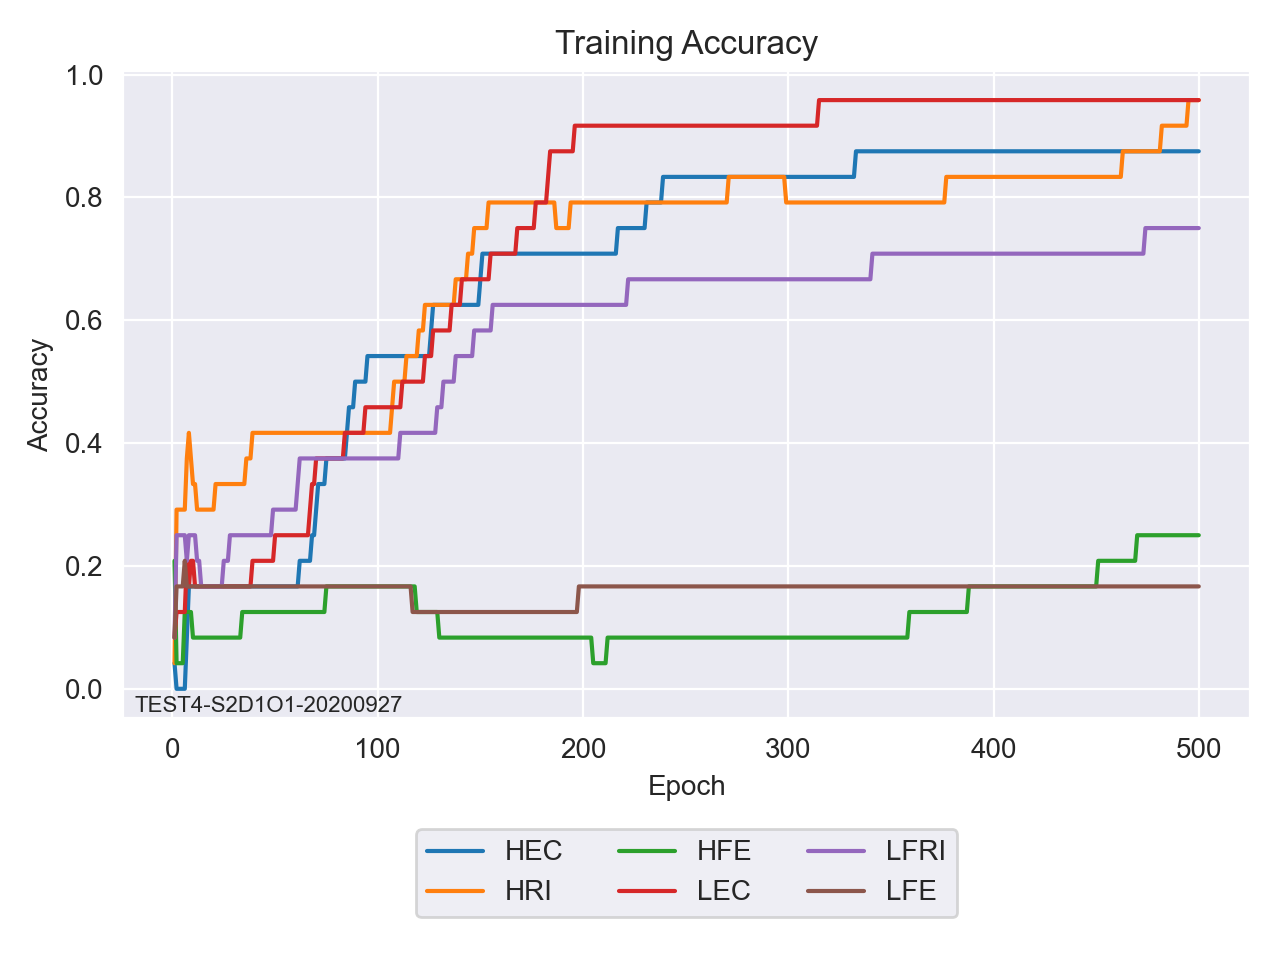 Training Accuracy
1.0
0.8
0.6
0.4
0.2
0.0
Accuracy
TEST4-S2D1O1-20200927
0 100 200 300 400 500
Epoch
HEC HFE LFRI
HRI LEC LFE